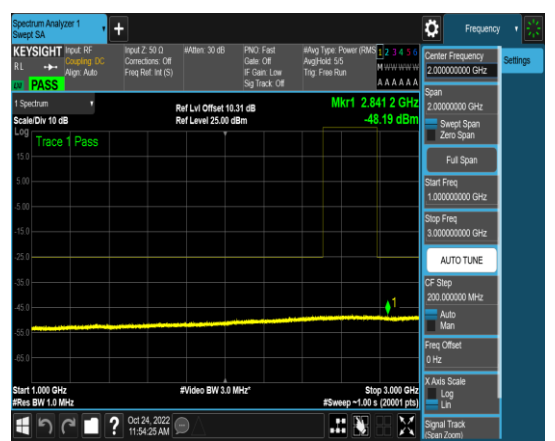 Spectrum Analyzer 1
Swept SA
Frequency
KEYSIGHT
RL
PASS
Input: RF
Coupling: DC
Align: Auto
Input Z: 50 Ω
Corrections: Off
Freq Ref: Int (S)
#Atten: 30 dB
PNO: Fast
Gate: Off
IF Gain: Low
Sig Track: Off
#Avg Type: Power (RMS
Avg|Hold: 5/5
Trig: Free Run
1 2 3 4 5 6
M W W W W W
A A A A A A
1 Spectrum
Scale/Div 10 dB
Ref Lvl Offset 10.31 dB
Ref Level 25.00 dBm
Mkr1 2.841 2 GHz
-48.19 dBm
Log
Trace 1 Pass
15.0
5.00
-5.00
-15.0
-25.0
-35.0
-45.0
-55.0
-65.0
1
Start 1.000 GHz
#Res BW 1.0 MHz
#Video BW 3.0 MHz*
Stop 3.000 GHz
#Sweep ~1.00 s (20001 pts)
Oct 24, 2022
11:54:25 AM
Center Frequency
2.000000000 GHz
Settings
Span
2.00000000 GHz
Swept Span
Zero Span
Full Span
Start Freq
1.000000000 GHz
Stop Freq
3.000000000 GHz
AUTO TUNE
CF Step
200.000000 MHz
Auto
Man
Freq Offset
0 Hz
X Axis Scale
Log
Lin
Signal Track
(Span Zoom)